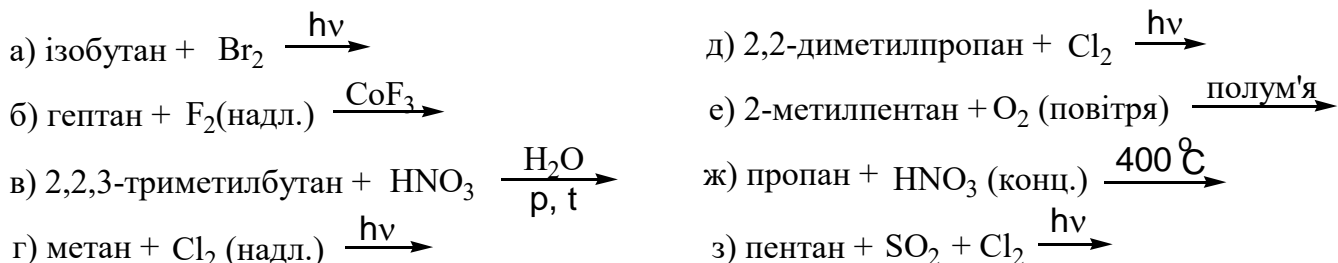 а) ізобутан + Br₂ hν
б) гептан + F₂(надл.) CoF₃
в) 2,2,3-триметилбутан + HNO₃ H₂O p, t
г) метан + Cl₂ (надл.) hν
д) 2,2-диметилпропан + Cl₂ hν
е) 2-метилпентан + O₂ (повітря) полум'я
ж) пропан + HNO₃ (конц.) 400 °C
з) пентан + SO₂ + Cl₂ hν